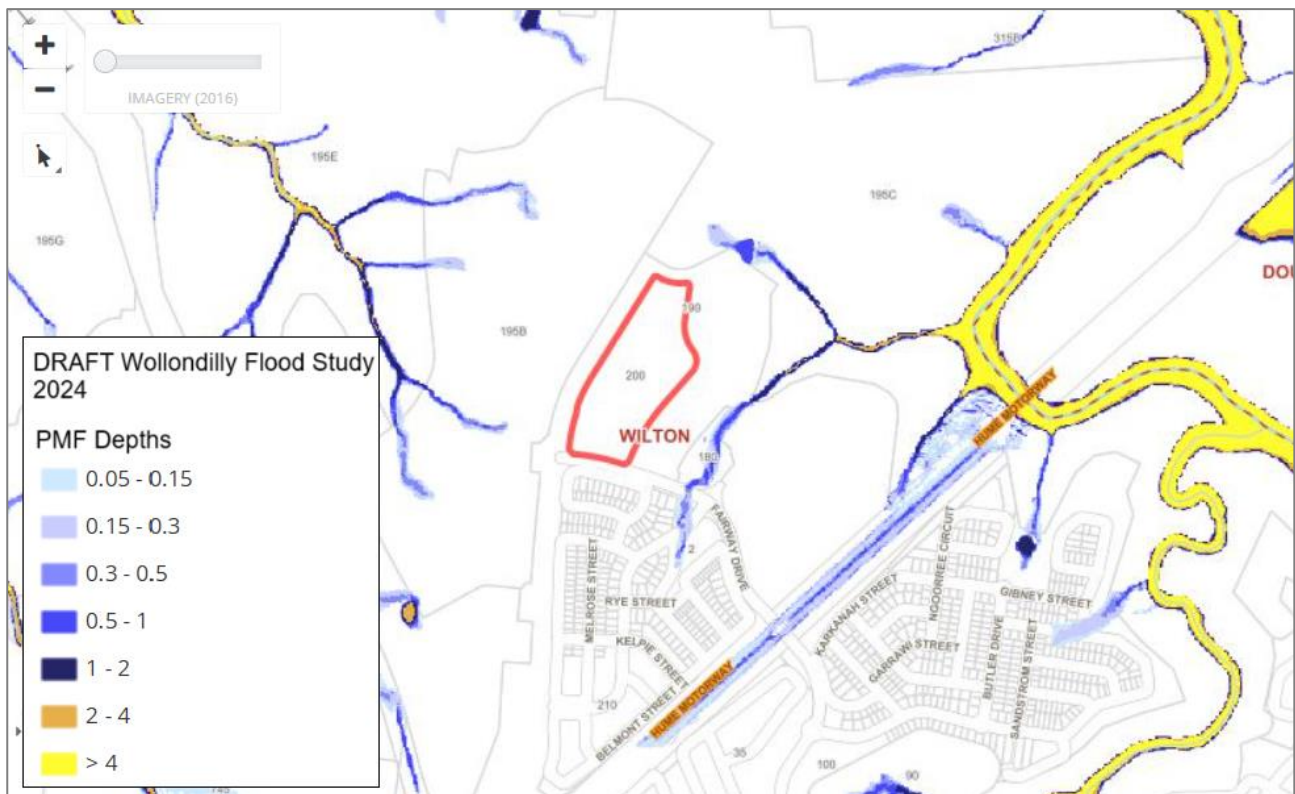 +
IMAGERY (2016)
−
315B
195E
195C
195G
DOU
190
195B
200
WILTON
180
HUME MOTORWAY
DRAFT Wollondilly Flood Study
2024
PMF Depths
0.05 - 0.15
0.15 - 0.3
0.3 - 0.5
0.5 - 1
1 - 2
2 - 4
> 4
FAIRWAY DRIVE
2
MELROSE STREET
RYE STREET
KELPIE STREET
NGOORREE CIRCUIT
GIBNEY STREET
KARKANAH STREET
GARRAWI STREET
BUTLER DRIVE
SANDSTROM STREET
HUME MOTORWAY
210
BELMONT STREET
35
100
90
745